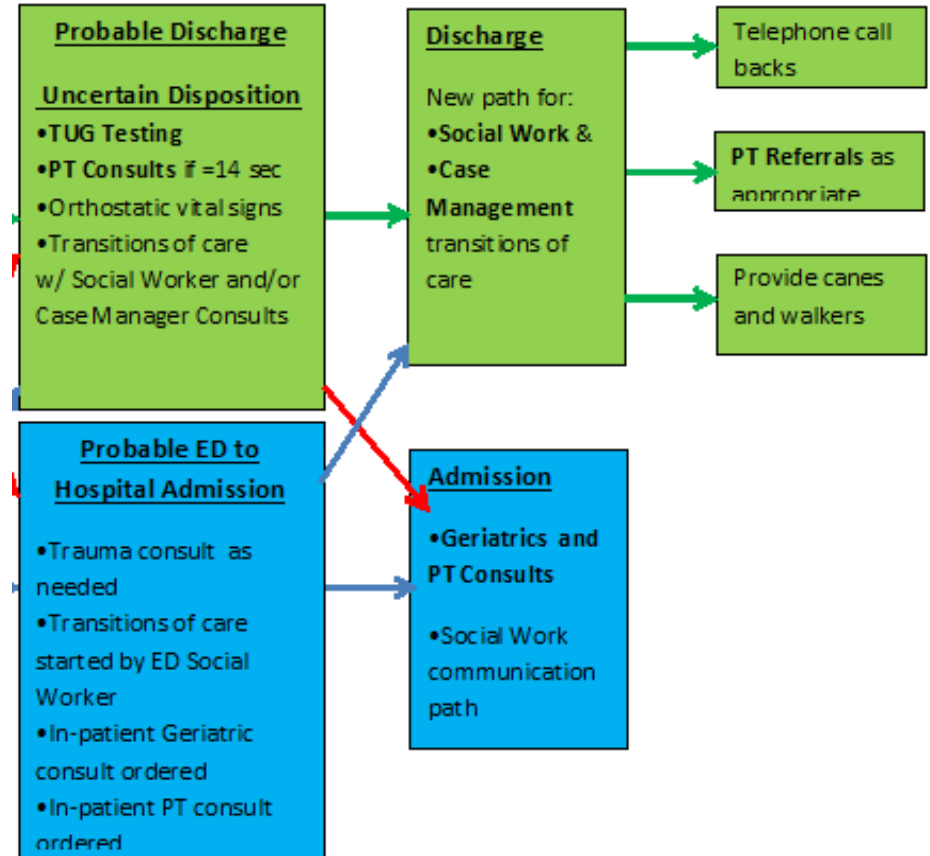 Probable Discharge
Uncertain Disposition
•TUG Testing
•PT Consults if =14 sec
•Orthostatic vital signs
•Transitions of care
w/ Social Worker and/or
Case Manager Consults
Probable ED to
Hospital Admission
•Trauma consult as
needed
•Transitions of care
started by ED Social
Worker
•In-patient Geriatric
consult ordered
•In-patient PT consult
ordered
Discharge
New path for:
•Social Work &
•Case
Management
transitions of
care
Admission
•Geriatrics and
PT Consults
•Social Work
communication
path
Telephone call
backs
PT Referrals as
appropriate
Provide canes
and walkers